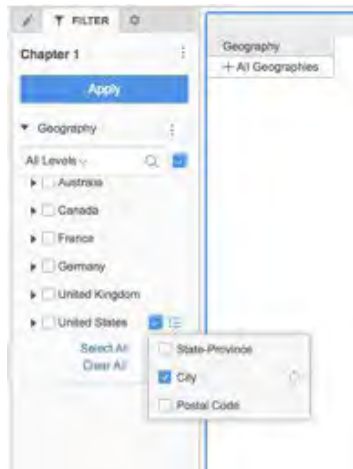 FILTER
Chapter 1
Apply
Geography
All Levels
Australia
Canada
France
Germany
United Kingdom
United States
Select All
Clear All
State-Province
City
Postal Code
Geography
+ All Geographies